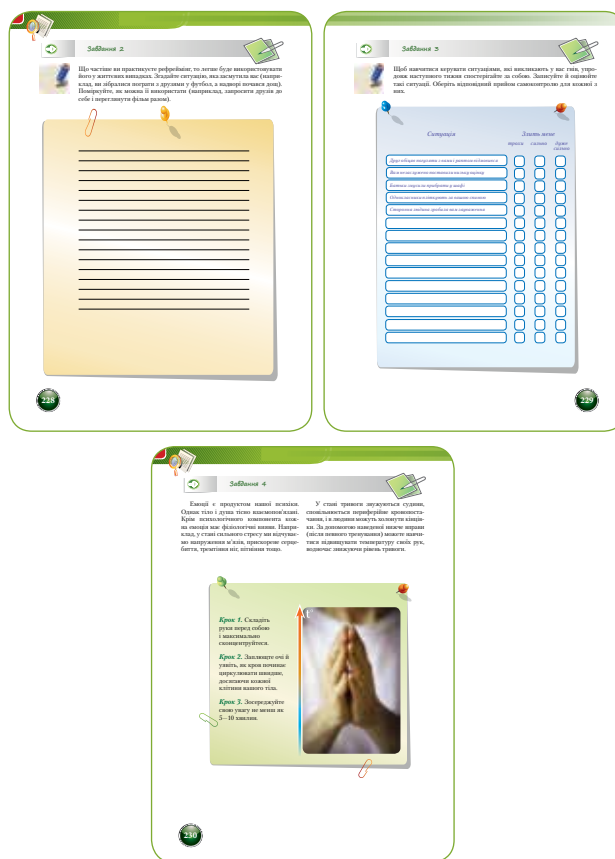 Завдання 2
Що частіше ви практикуєте рефреймінг, то легше буде використовувати
його у життєвих випадках. Згадайте ситуацію, яка засмутила вас (напри-
клад, ви зібралися пограти з друзями у футбол, а надворі почався дощ).
Поміркуйте, як можна її використати (наприклад, запросити друзів до
себе і переглянути фільм разом).
228
Завдання 3
Щоб навчитися керувати ситуаціями, які викликають у вас гнів, упро-
довж наступного тижня спостерігайте за собою. Записуйте й оцінюйте
такі ситуації. Оберіть відповідний прийом самоконтролю для кожної з
них.
Ситуація
Злить мене
трохи
сильно
дуже
сильно
229
Завдання 4
Емоції є продуктом нашої психіки.
Однак тіло і душа тісно взаємопов'язані.
Крім психологічного компонента кож-
на емоція має фізіологічні вияви. Напри-
клад, у стані сильного стресу ми відчуває-
мо напруження м'язів, прискорене серце-
биття, тремтіння ніг, пітніння тощо.
У стані тривоги звужуються судини,
сповільнюється периферійне кровопоста-
чання, і в людини можуть холонути кінців-
ки. За допомогою наведеної нижче вправи
(після певного тренування) можете навчи-
тися підвищувати температуру своїх рук,
водночас знижуючи рівень тривоги.
Крок 1. Складіть
руки перед собою
і максимально
сконцентруйтеся.
Крок 2. Заплющте очі й
уявіть, як кров починає
циркулювати швидше,
досягаючи кожної
клітини вашого тіла.
Крок 3. Зосереджуйте
свою увагу не менш як
5–10 хвилин.
t°
230